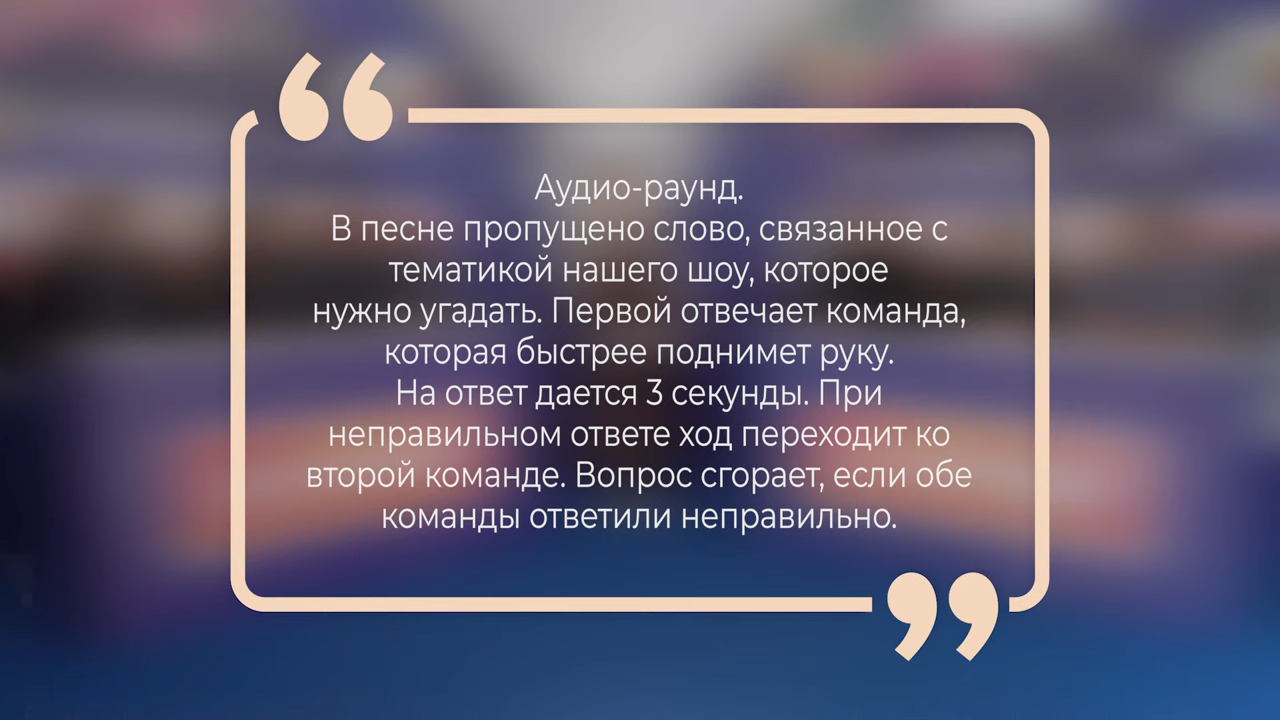 Аудио-раунд.
В песне пропущено слово, связанное с
тематикой нашего шоу, которое
нужно угадать. Первой отвечает команда,
которая быстрее поднимет руку.
На ответ дается 3 секунды. При
неправильном ответе ход переходит ко
второй команде. Вопрос сгорает, если обе
команды ответили неправильно.